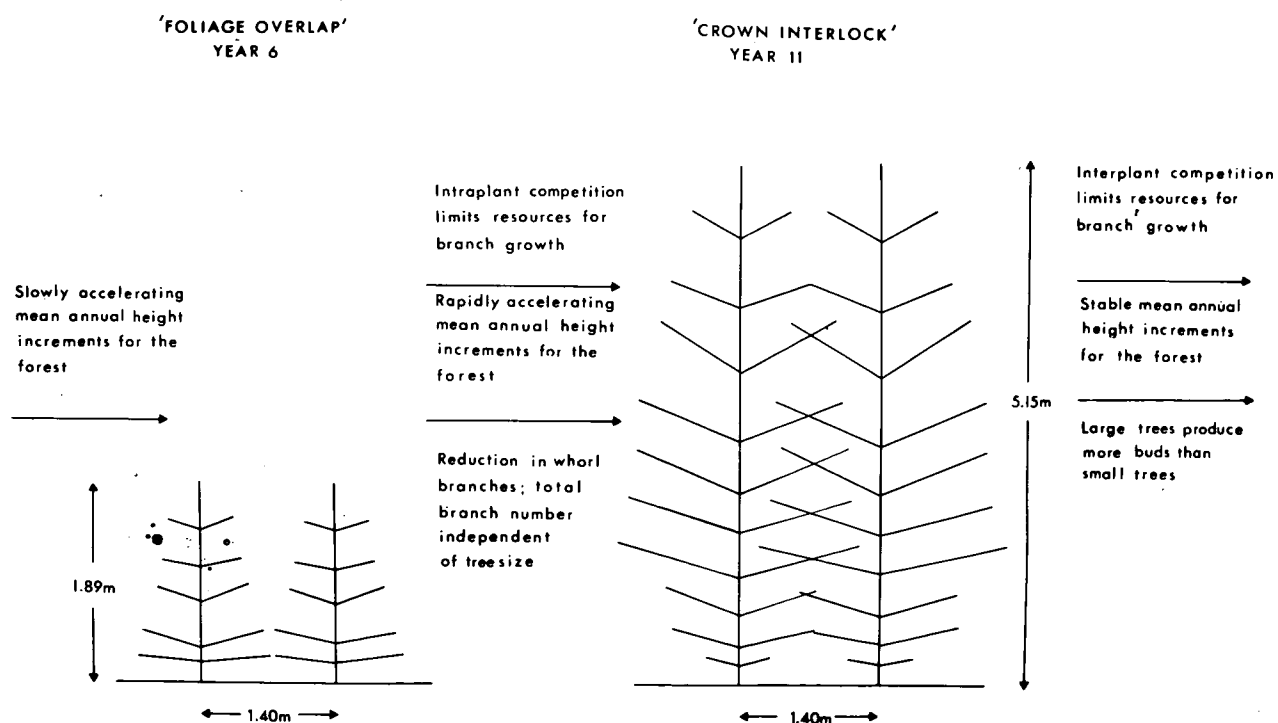 'FOLIAGE OVERLAP'
YEAR 6
'CROWN INTERLOCK'
YEAR 11
Slowly accelerating
mean annual height
increments for the
forest
1.89m
1.40m
Intraplant competition
limits resources for
branch growth
Rapidly accelerating
mean annual height
increments for the
forest
Reduction in whorl
branches; total
branch number
independent
of tree size
5.15m
1.40m
Interplant competition
limits resources for
branch growth
Stable mean annual
height increments
for the forest
Large trees produce
more buds than
small trees